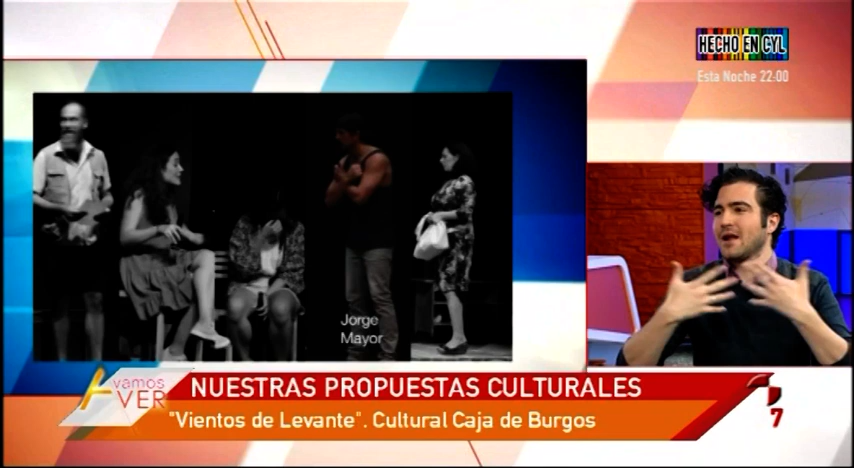 HECHO EN CYL
Esta Noche 22:00
Jorge
Mayor
vamos
A VER
NUESTRAS PROPUESTAS CULTURALES
"Vientos de Levante". Cultural Caja de Burgos
7